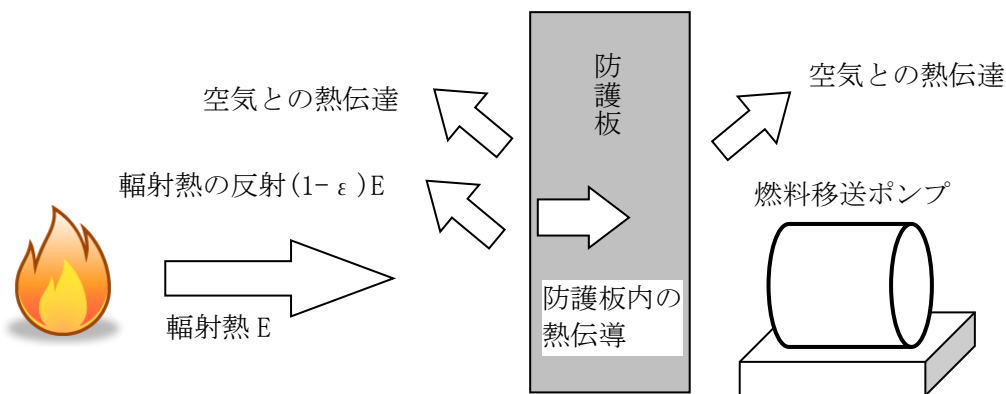 防護板
空気との熱伝達
空気との熱伝達
輻射熱の反射(1-ε)E
燃料移送ポンプ
防護板内の
熱伝導
輻射熱 E